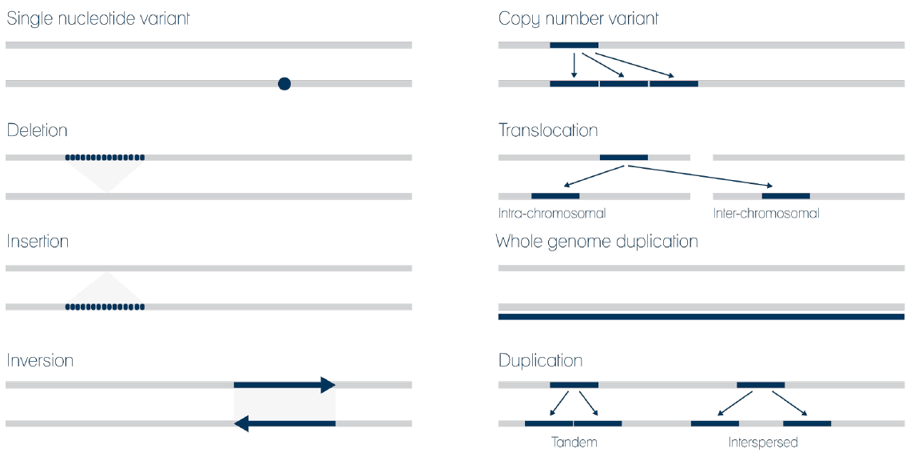 Single nucleotide variant
Copy number variant
Deletion
Translocation
Intra-chromosomal
Inter-chromosomal
Insertion
Whole genome duplication
Inversion
Duplication
Tandem
Interspersed